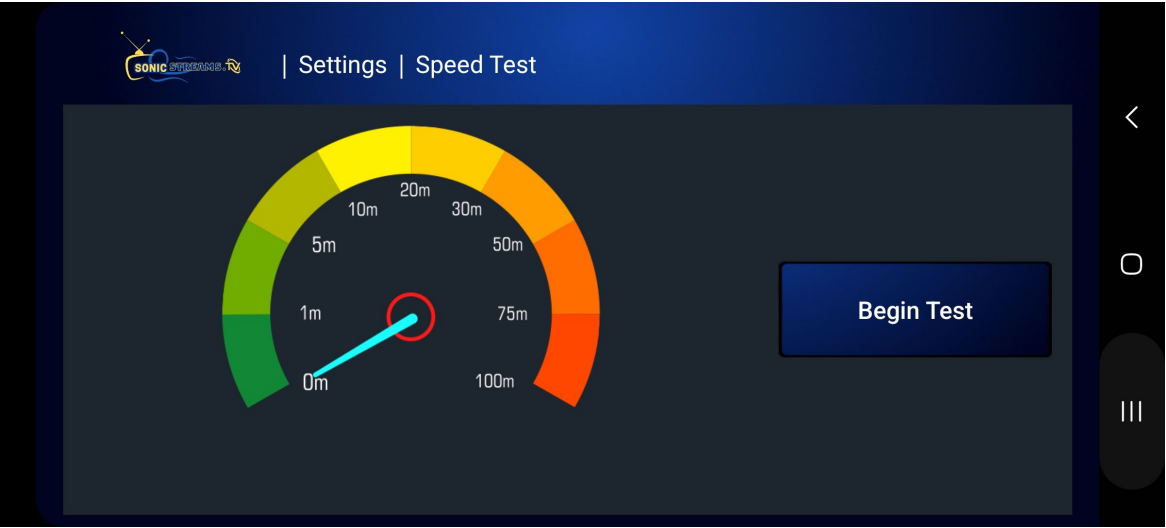 SONIC STREAMS.TV
| Settings | Speed Test
20m
10m
30m
5m
50m
1m
75m
0m
100m
Begin Test